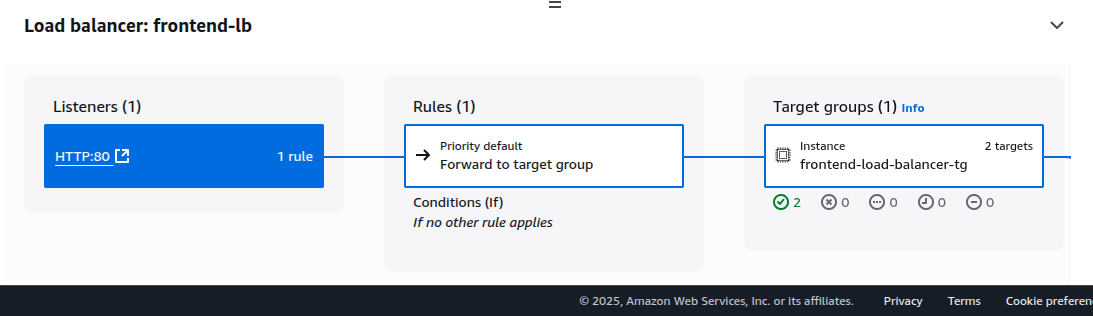 Load balancer: frontend-lb
Listeners (1)
HTTP:80 1 rule
Rules (1)
Priority default
Forward to target group
Conditions (If)
If no other rule applies
Target groups (1) Info
Instance 2 targets
frontend-load-balancer-tg
2 0 0 0 0
© 2025, Amazon Web Services, Inc. or its affiliates. Privacy Terms Cookie preferen